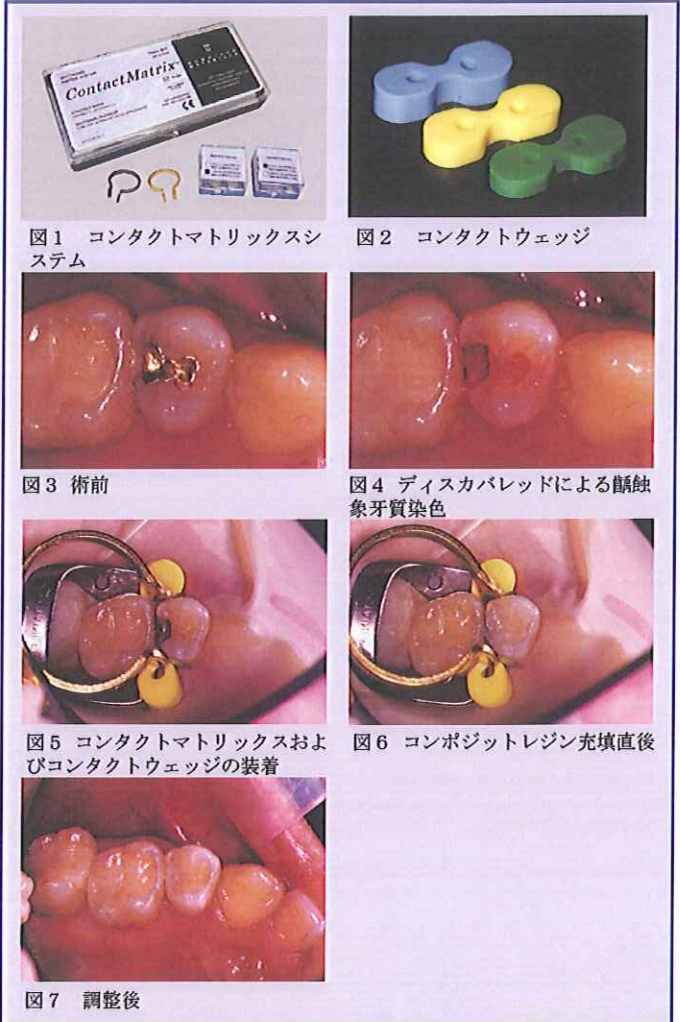 ContactMatrix
図1 コンタクトマトリックスシ
ステム
図2 コンタクトウェッジ
図3 術前
図4 ディスカバレッドによる齲蝕
象牙質染色
図5 コンタクトマトリックスおよ
びコンタクトウェッジの装着
図6 コンポジットレジン充填直後
図7 調整後